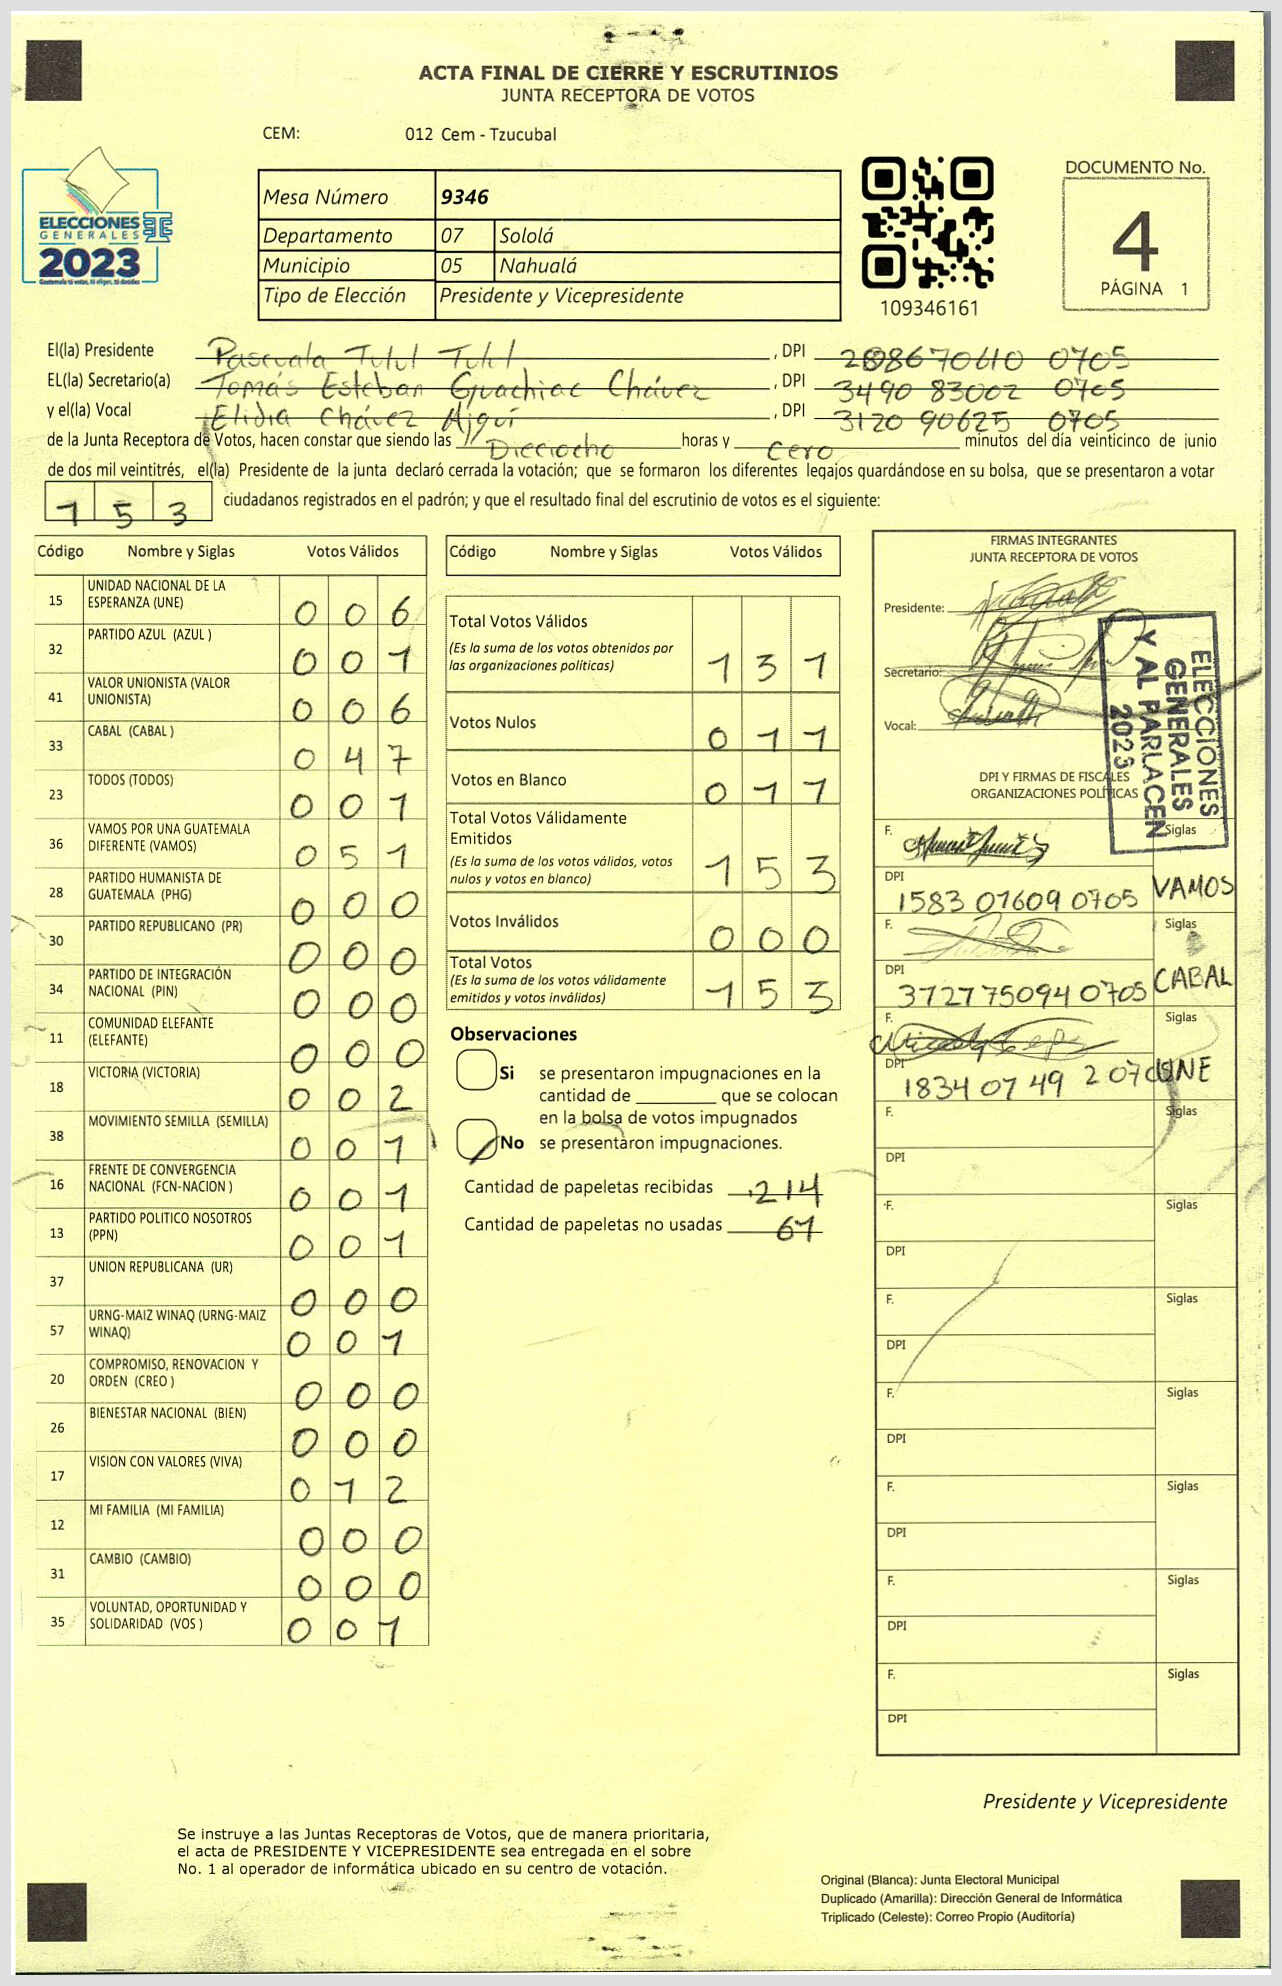 ACTA FINAL DE CIERRE Y ESCRUTINIOS
JUNTA RECEPTORA DE VOTOS
CEM: 012 Cem - Tzucubal
ELECCIONES
GENERALES
2023
Mesa Número 9346
Departamento 07 Sololá
Municipio 05 Nahualá
Tipo de Elección Presidente y Vicepresidente
109346161
DOCUMENTO No.
4
PÁGINA 1
El(la) Presidente Pascuala Tulul Tulul, DPI 208670610 0705
EL(la) Secretario(a) Tomás Esteban Guachiac Chávez, DPI 3490 83002 0705
y el(la) Vocal Elidia Chávez Ajquí, DPI 3120 90625 0705
de la Junta Receptora de Votos, hacen constar que siendo las Dieciocho horas y Cero minutos del día veinticinco de junio
de dos mil veintitrés, el(la) Presidente de la junta declaró cerrada la votación; que se formaron los diferentes legajos quardándose en su bolsa, que se presentaron a votar
153 ciudadanos registrados en el padrón; y que el resultado final del escrutinio de votos es el siguiente:
Código Nombre y Siglas Votos Válidos
15 UNIDAD NACIONAL DE LA ESPERANZA (UNE) 0 0 6
32 PARTIDO AZUL (AZUL ) 0 0 1
41 VALOR UNIONISTA (VALOR UNIONISTA) 0 0 6
33 CABAL (CABAL ) 0 4 7
23 TODOS (TODOS) 0 0 1
36 VAMOS POR UNA GUATEMALA DIFERENTE (VAMOS) 0 5 1
28 PARTIDO HUMANISTA DE GUATEMALA (PHG) 0 0 0
30 PARTIDO REPUBLICANO (PR) 0 0 0
34 PARTIDO DE INTEGRACIÓN NACIONAL (PIN) 0 0 0
11 COMUNIDAD ELEFANTE (ELEFANTE) 0 0 0
18 VICTORIA (VICTORIA) 0 0 2
38 MOVIMIENTO SEMILLA (SEMILLA) 0 0 1
16 FRENTE DE CONVERGENCIA NACIONAL (FCN-NACION ) 0 0 1
13 PARTIDO POLITICO NOSOTROS (PPN) 0 0 1
37 UNION REPUBLICANA (UR) 0 0 0
57 URNG-MAIZ WINAQ (URNG-MAIZ WINAQ) 0 0 1
20 COMPROMISO, RENOVACION Y ORDEN (CREO ) 0 0 0
26 BIENESTAR NACIONAL (BIEN) 0 0 0
17 VISION CON VALORES (VIVA) 0 1 2
12 MI FAMILIA (MI FAMILIA) 0 0 0
31 CAMBIO (CAMBIO) 0 0 0
35 VOLUNTAD, OPORTUNIDAD Y SOLIDARIDAD (VOS ) 0 0 1
Código Nombre y Siglas Votos Válidos
Total Votos Válidos 1 3 1
(Es la suma de los votos obtenidos por
las organizaciones políticas)
Votos Nulos 0 1 1
Votos en Blanco 0 1 1
Total Votos Válidamente
Emitidos
(Es la suma de los votos válidos, votos
nulos y votos en blanco) 1 5 3
Votos Inválidos 0 0 0
Total Votos
(Es la suma de los votos válidamente
emitidos y votos inválidos) 1 5 3
Observaciones
Si se presentaron impugnaciones en la
cantidad de ________ que se colocan
en la bolsa de votos impugnados
No se presentaron impugnaciones.
Cantidad de papeletas recibidas 214
Cantidad de papeletas no usadas 61
FIRMAS INTEGRANTES
JUNTA RECEPTORA DE VOTOS
Presidente:
Secretario:
Vocal:
ELECCIONES
GENERALES
Y AL PARLACEN
2023
DPI Y FIRMAS DE FISCALES
ORGANIZACIONES POLÍTICAS
F. Siglas
DPI 1583 07609 0705 VAMOS
F. Siglas
DPI 372775094 0705 CABAL
F. Siglas
DPI 1834 07 49 2 070 UNE
F. Siglas
DPI
F. Siglas
DPI
F. Siglas
DPI
F. Siglas
DPI
F. Siglas
DPI
F. Siglas
DPI
F. Siglas
DPI
Presidente y Vicepresidente
Se instruye a las Juntas Receptoras de Votos, que de manera prioritaria,
el acta de PRESIDENTE Y VICEPRESIDENTE sea entregada en el sobre
No. 1 al operador de informática ubicado en su centro de votación.
Original (Blanca): Junta Electoral Municipal
Duplicado (Amarilla): Dirección General de Informática
Triplicado (Celeste): Correo Propio (Auditoría)